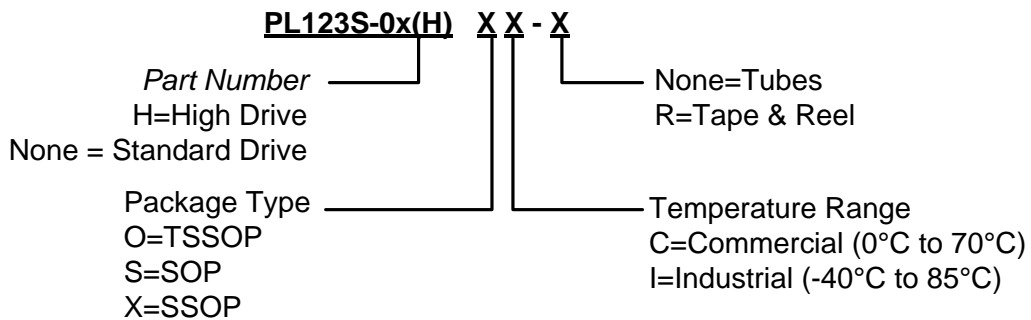 PL123S-0x(H) X X - X
Part Number
H=High Drive
None = Standard Drive
None=Tubes
R=Tape & Reel
Package Type
O=TSSOP
S=SOP
X=SSOP
Temperature Range
C=Commercial (0°C to 70°C)
I=Industrial (-40°C to 85°C)